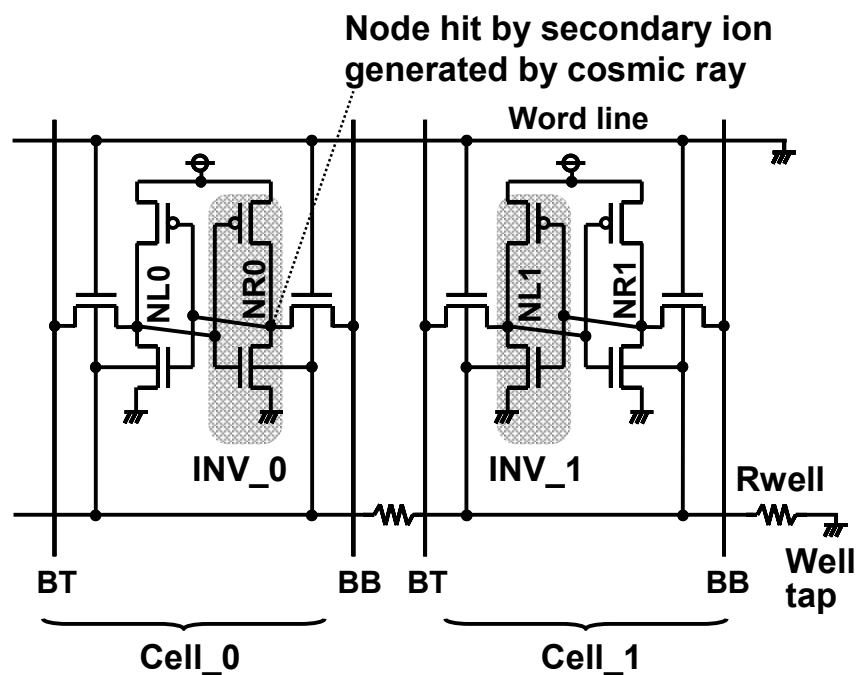 Node hit by secondary ion
generated by cosmic ray
Word line
NL0
NR0
NL1
NR1
INV_0
INV_1
Rwell
Well
tap
BT
BB
BT
BB
Cell_0
Cell_1